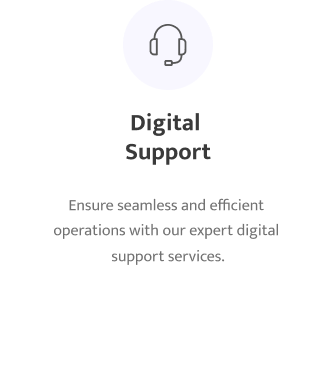 Digital
Support
Ensure seamless and efficient
operations with our expert digital
support services.